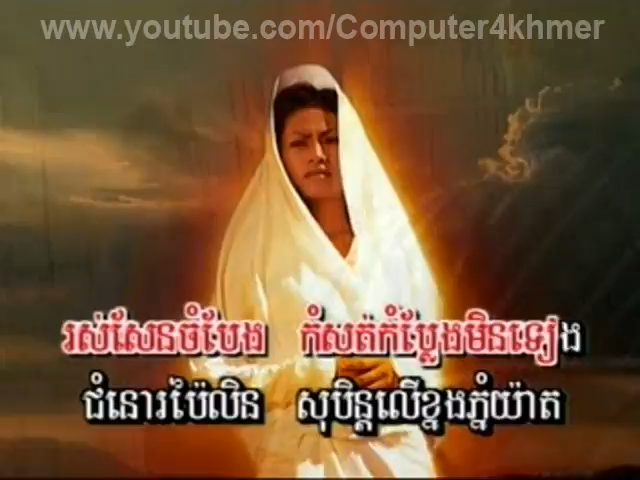 www.youtube.com/Computer4khmer
រស់សែនចំបែង កំសត់កំប្លែងមិនទៀង
ជំនោរប៉ៃលិន សុបិន្តលើខ្នងភ្នំយ៉ាត